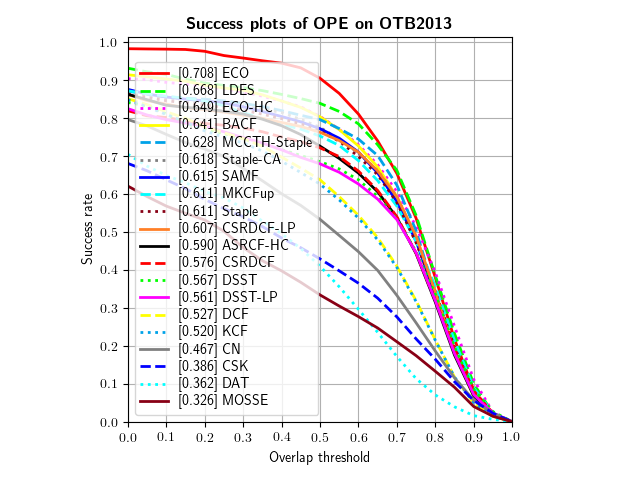 Success plots of OPE on OTB2013
1.0
0.9
0.8
0.7
0.6
0.5
0.4
0.3
0.2
0.1
0.0
Success rate
[0.708] ECO
[0.668] LDES
[0.649] ECO-HC
[0.641] BACF
[0.628] MCCTH-Staple
[0.618] Staple-CA
[0.615] SAMF
[0.611] MKCFup
[0.611] Staple
[0.607] CSRDCF-LP
[0.590] ASRCF-HC
[0.576] CSRDCF
[0.567] DSST
[0.561] DSST-LP
[0.527] DCF
[0.520] KCF
[0.467] CN
[0.386] CSK
[0.362] DAT
[0.326] MOSSE
0.0 0.1 0.2 0.3 0.4 0.5 0.6 0.7 0.8 0.9 1.0
Overlap threshold